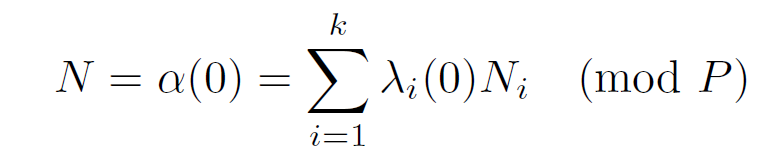 N = α(0) = ∑_{i=1}^{k} λ_i(0)N_i (mod P)